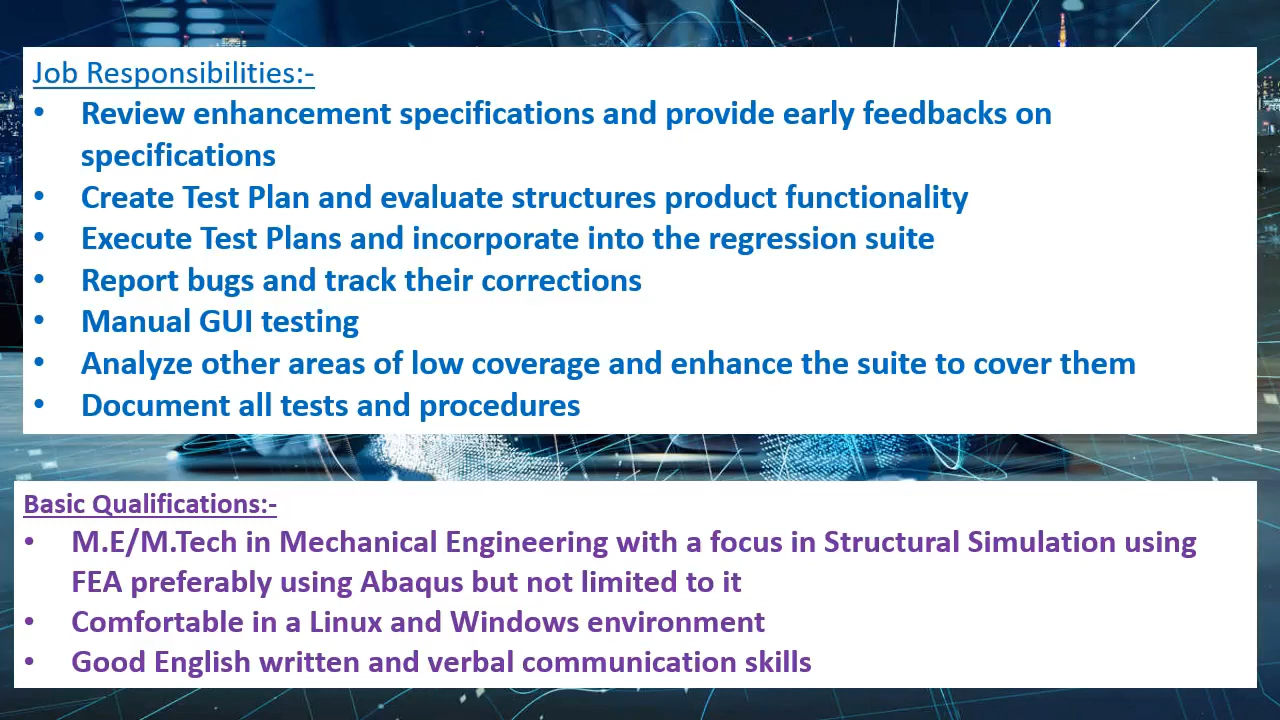 Job Responsibilities:-
• Review enhancement specifications and provide early feedbacks on
specifications
• Create Test Plan and evaluate structures product functionality
• Execute Test Plans and incorporate into the regression suite
• Report bugs and track their corrections
• Manual GUI testing
• Analyze other areas of low coverage and enhance the suite to cover them
• Document all tests and procedures
Basic Qualifications:-
• M.E/M.Tech in Mechanical Engineering with a focus in Structural Simulation using
FEA preferably using Abaqus but not limited to it
• Comfortable in a Linux and Windows environment
• Good English written and verbal communication skills